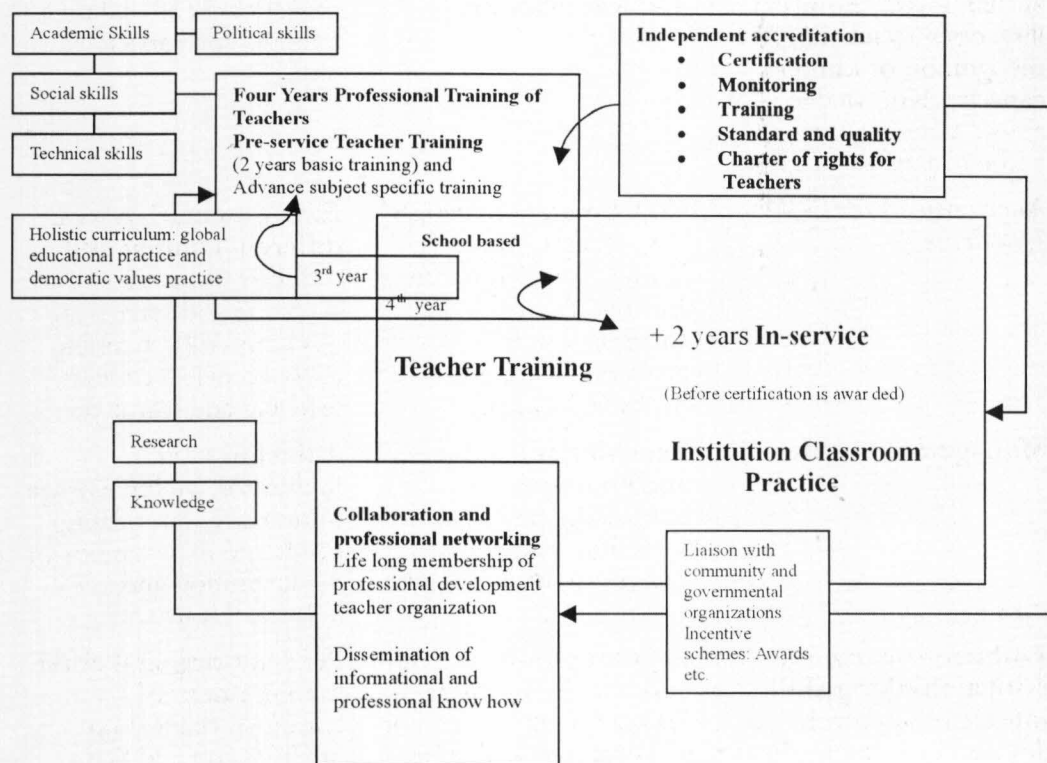 Academic Skills
Political skills
Social skills
Technical skills
Four Years Professional Training of
Teachers
Pre-service Teacher Training
(2 years basic training) and
Advance subject specific training
Independent accreditation
• Certification
• Monitoring
• Training
• Standard and quality
• Charter of rights for
Teachers
Holistic curriculum: global
educational practice and
democratic values practice
School based
3rd year
4th year
+ 2 years In-service
Teacher Training
(Before certification is awar ded)
Institution Classroom
Practice
Research
Knowledge
Collaboration and
professional networking
Life long membership of
professional development
teacher organization
Dissemination of
informational and
professional know how
Liaison with
community and
governmental
organizations
Incentive
schemes: Awards
etc.